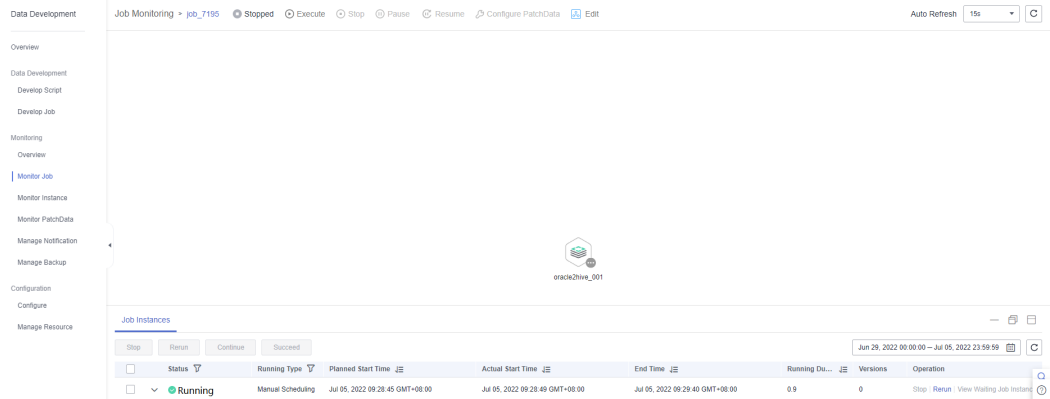 Data Development
Job Monitoring > job_7195 Stopped Execute Stop Pause Resume Configure PatchData Edit Auto Refresh 15s
Overview
Data Development
Develop Script
Develop Job
Monitoring
Overview
Monitor Job
Monitor Instance
Monitor PatchData
Manage Notification
Manage Backup
Configuration
Configure
Manage Resource
oracle2hive_001
Job Instances
Stop Rerun Continue Succeed Jun 29, 2022 00:00:00 — Jul 05, 2022 23:59:59
Status Running Type Planned Start Time Actual Start Time End Time Running Du... Versions Operation
Running Manual Scheduling Jul 05, 2022 09:28:45 GMT+08:00 Jul 05, 2022 09:28:49 GMT+08:00 Jul 05, 2022 09:29:40 GMT+08:00 0.9 0 Stop Rerun View Waiting Job Instanc